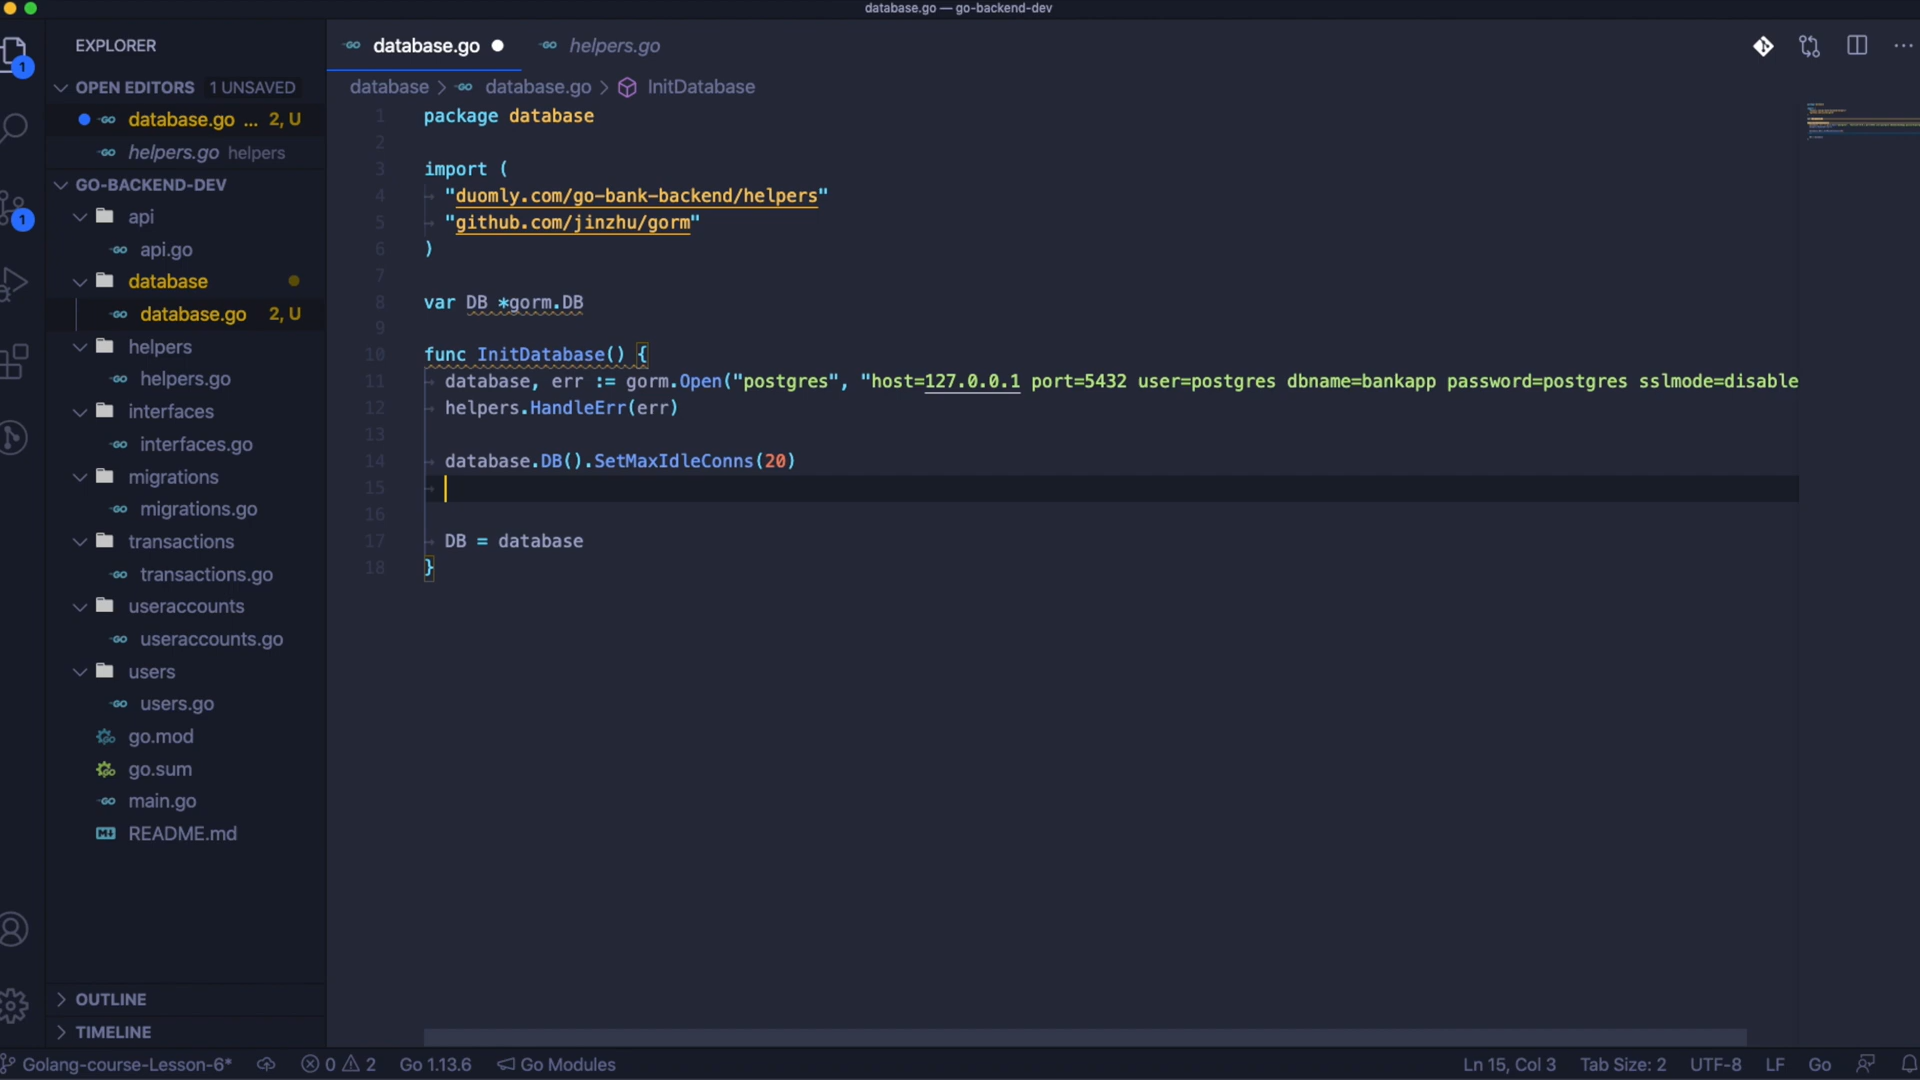 database.go — go-backend-dev
EXPLORER
OPEN EDITORS 1 UNSAVED
database.go ... 2, U
helpers.go helpers
GO-BACKEND-DEV
api
api.go
database
database.go 2, U
helpers
helpers.go
interfaces
interfaces.go
migrations
migrations.go
transactions
transactions.go
useraccounts
useraccounts.go
users
users.go
go.mod
go.sum
main.go
README.md
OUTLINE
TIMELINE
1
1
database.go helpers.go
database > database.go > InitDatabase
1 package database
2
3 import (
4 "duomly.com/go-bank-backend/helpers"
5 "github.com/jinzhu/gorm"
6 )
7
8 var DB *gorm.DB
9
10 func InitDatabase() {
11 database, err := gorm.Open("postgres", "host=127.0.0.1 port=5432 user=postgres dbname=bankapp password=postgres sslmode=disable
12 helpers.HandleErr(err)
13
14 database.DB().SetMaxIdleConns(20)
15
16
17 DB = database
18 }
Golang-course-Lesson-6* 0 2 Go 1.13.6 Go Modules Ln 15, Col 3 Tab Size: 2 UTF-8 LF Go